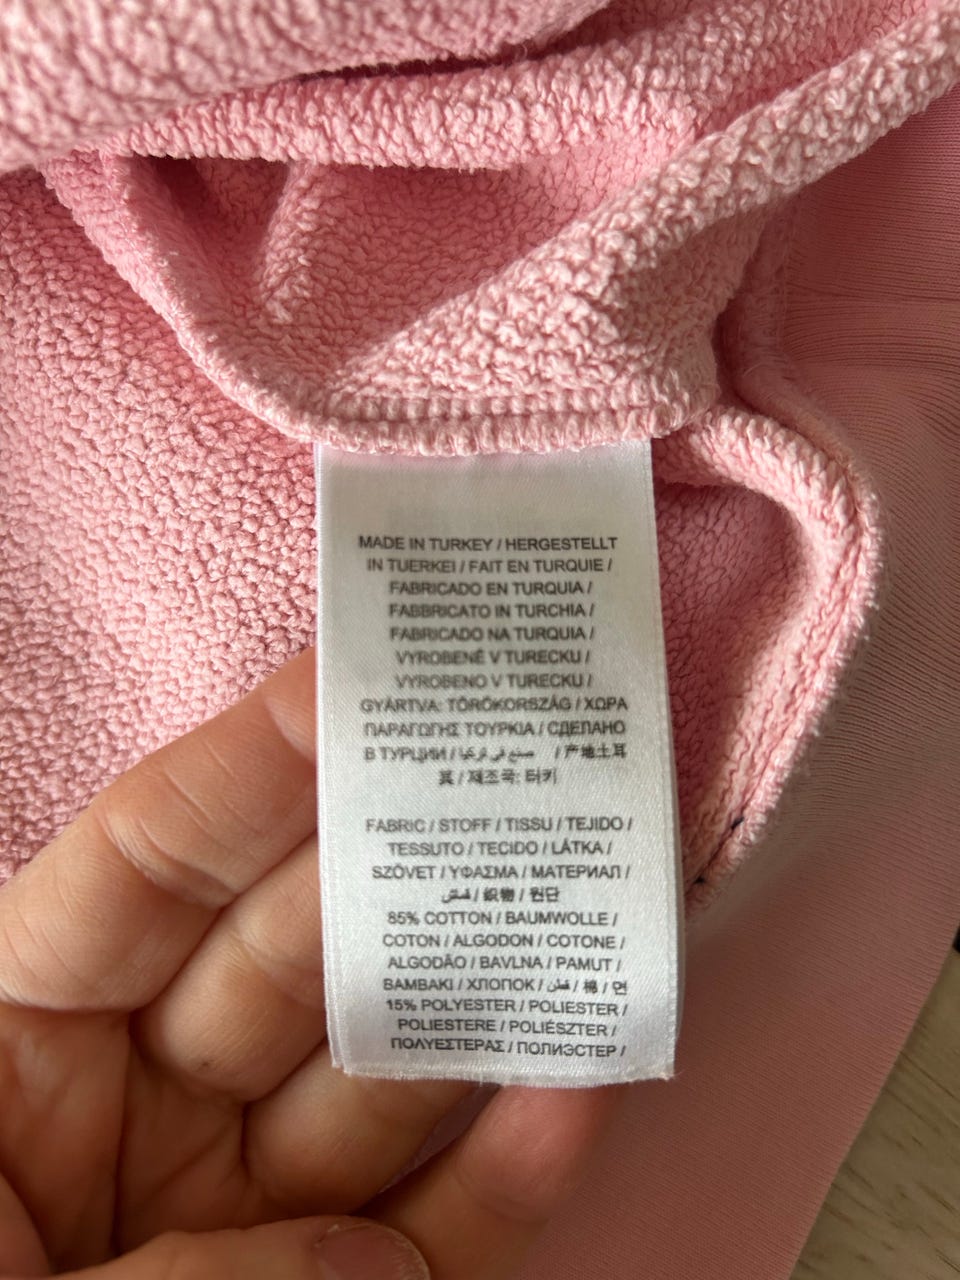 MADE IN TURKEY / HERGESTELLT
IN TUERKEI / FAIT EN TURQUIE /
FABRICADO EN TURQUIA /
FABBRICATO IN TURCHIA /
FABRICADO NA TURQUIA /
VYROBENÉ V TURECKU /
VYROBENO V TURECKU /
GYÁRTVA: TÖRÖKORSZÁG / ΧΩΡΑ
ΠΑΡΑΓΩΓΗΣ ΤΟΥΡΚΙΑ / СДЕЛАНО
В ТУРЦИИ / صنع في تركيا / 产地土耳
其 / 제조국: 터키
FABRIC / STOFF / TISSU / TEJIDO /
TESSUTO / TECIDO / LÁTKA /
SZÖVET / ΥΦΑΣΜΑ / МАТЕРИАЛ /
قماش / 織物 / 원단
85% COTTON / BAUMWOLLE /
COTON / ALGODON / COTONE /
ALGODÃO / BAVLNA / PAMUT /
BAMBAKI / ХЛОПОК / قطن / 棉 / 면
15% POLYESTER / POLIESTER /
POLIESTERE / POLIÉSZTER /
ΠΟΛΥΕΣΤΕΡΑΣ / ПОЛИЭСТЕР /